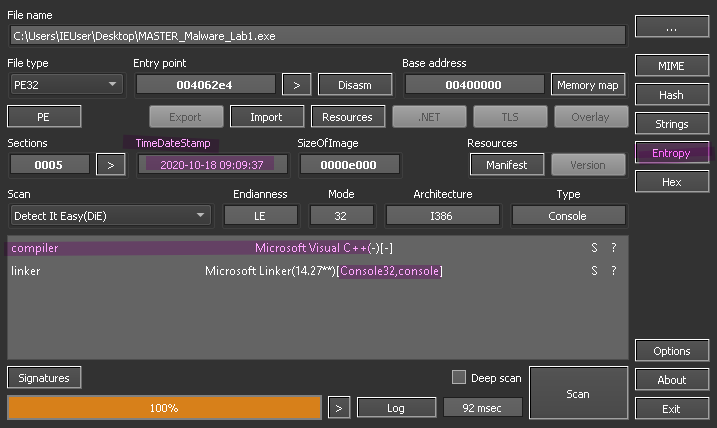 File name
C:\Users\IEUser\Desktop\MASTER_Malware_Lab1.exe ...
File type Entry point Base address
PE32 004062e4 > Disasm 00400000 Memory map MIME
PE Export Import Resources .NET TLS Overlay Hash
Strings
Sections TimeDateStamp SizeOfImage Resources
0005 > 2020-10-18 09:09:37 0000e000 Manifest Version Entropy
Hex
Scan Endianness Mode Architecture Type
Detect It Easy(DiE) LE 32 I386 Console
compiler Microsoft Visual C++(-)[-] S ?
linker Microsoft Linker(14.27**)[Console32,console] S ?
Options
Signatures Deep scan Scan About
100% > Log 92 msec Exit